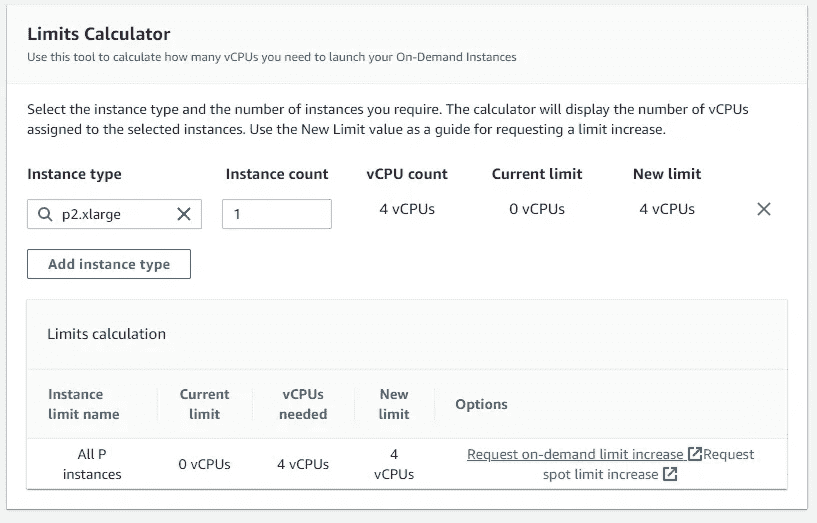 Limits Calculator
Use this tool to calculate how many vCPUs you need to launch your On-Demand Instances
Select the instance type and the number of instances you require. The calculator will display the number of vCPUs
assigned to the selected instances. Use the New Limit value as a guide for requesting a limit increase.
Instance type Instance count vCPU count Current limit New limit
p2.xlarge 1 4 vCPUs 0 vCPUs 4 vCPUs
Add instance type
Limits calculation
Instance limit name Current limit vCPUs needed New limit Options
All P instances 0 vCPUs 4 vCPUs 4 vCPUs Request on-demand limit increase Request spot limit increase